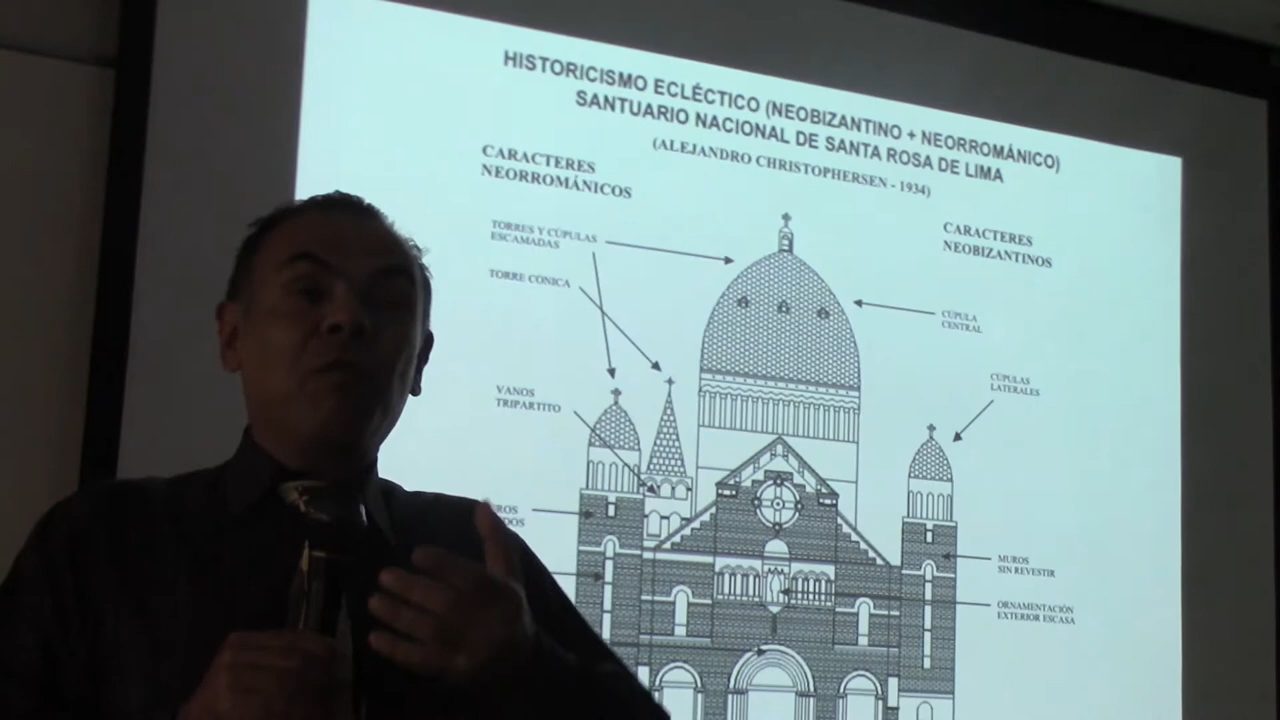 HISTORICISMO ECLÉCTICO (NEOBIZANTINO + NEORROMÁNICO)
SANTUARIO NACIONAL DE SANTA ROSA DE LIMA
(ALEJANDRO CHRISTOPHERSEN - 1934)
CARACTERES
NEORROMÁNICOS
CARACTERES
NEOBIZANTINOS
TORRES Y CÚPULAS
ESCAMADAS
TORRE CONICA
CÚPULA
CENTRAL
CÚPULAS
LATERALES
VANOS
TRIPARTITO
MUROS
SIN REVESTIR
ORNAMENTACIÓN
EXTERIOR ESCASA